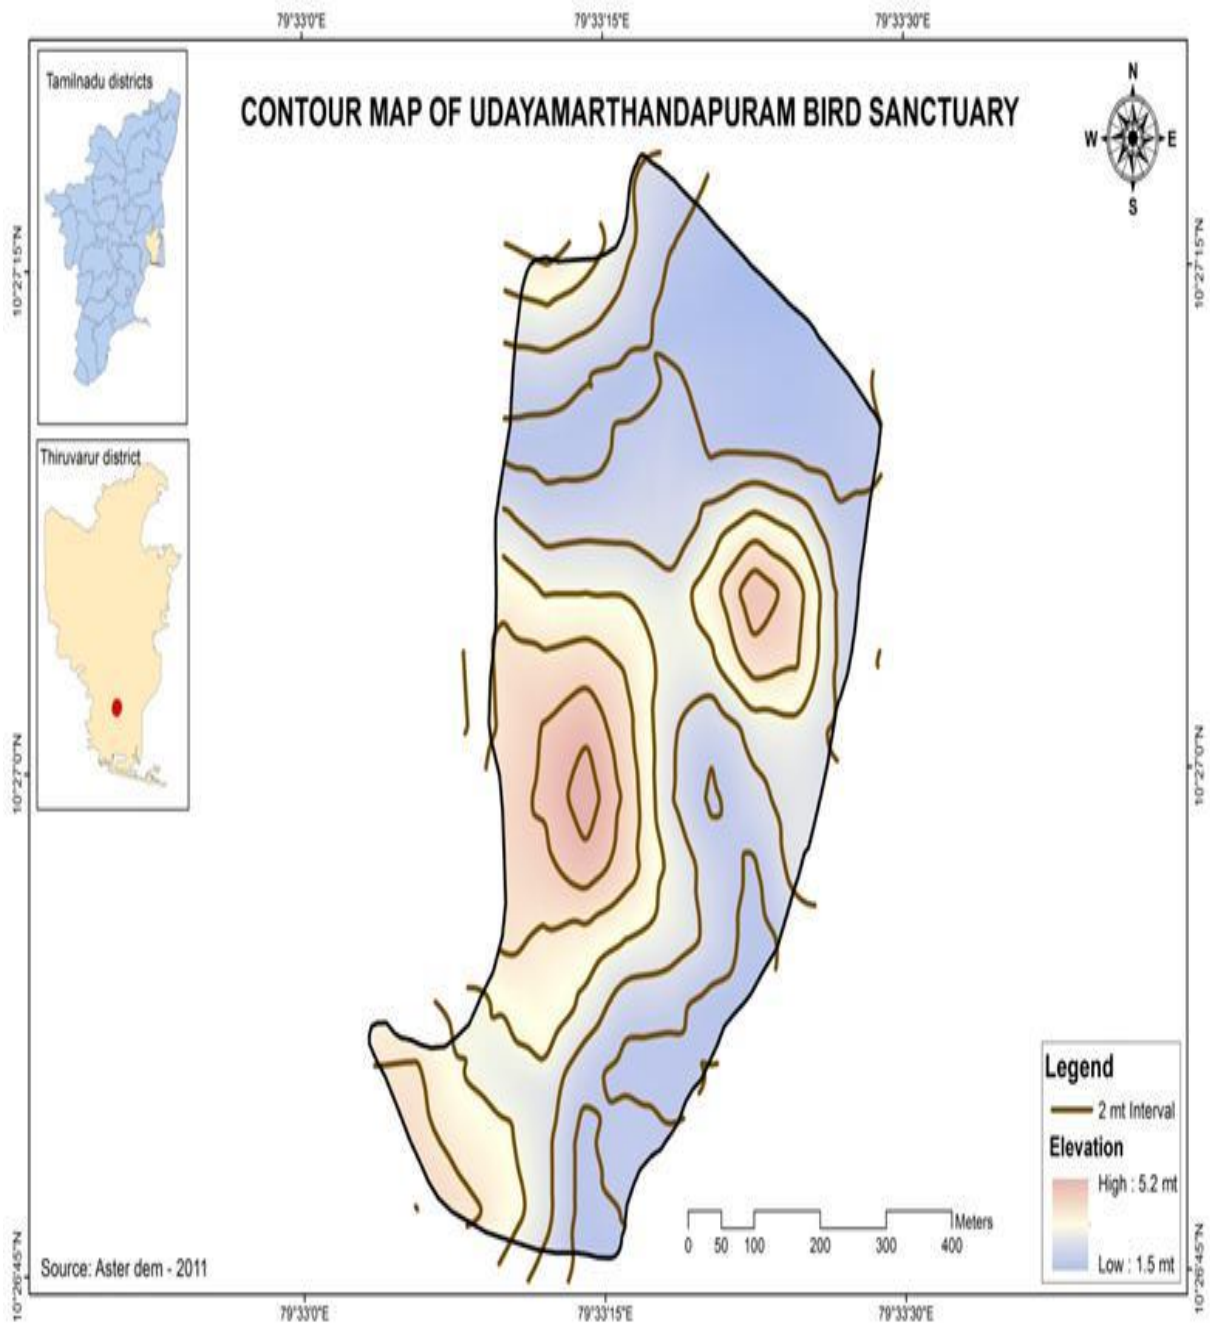 79°33'0"E 79°33'15"E 79°33'30"E
Tamilnadu districts
CONTOUR MAP OF UDAYAMARTHANDAPURAM BIRD SANCTUARY
N
W E
S
10°27'15"N 10°27'15"N
Thiruvarur district
10°27'0"N 10°27'0"N
Legend
2 mt Interval
Elevation
High : 5.2 mt
Low : 1.5 mt
Meters
0 50 100 200 300 400
Source: Aster dem - 2011
10°26'45"N 10°26'45"N
79°33'0"E 79°33'15"E 79°33'30"E